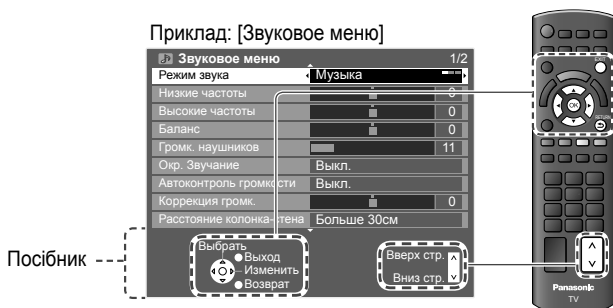 Приклад: [Звуковое меню]
Звуковое меню 1/2
Режим звука Музыка
Низкие частоты 0
Высокие частоты 0
Баланс 0
Громк. наушников 11
Окр. Звучание Выкл.
Автоконтроль громкости Выкл.
Коррекция громк. 0
Расстояние колонка-стена Больше 30см
Посібник
Выбрать
Выход
Изменить
Возврат
Вверх стр.
Вниз стр.
EXIT
OK
RETURN
Panasonic
TV